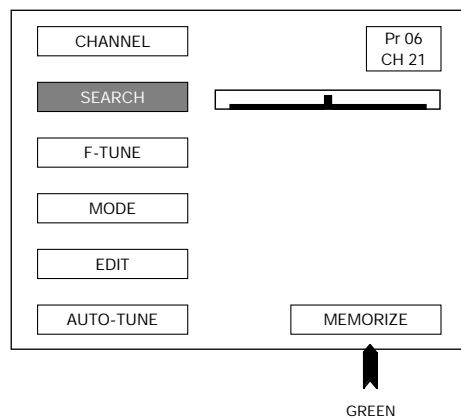 CHANNEL
Pr 06
CH 21
SEARCH
F-TUNE
MODE
EDIT
AUTO-TUNE
MEMORIZE
GREEN